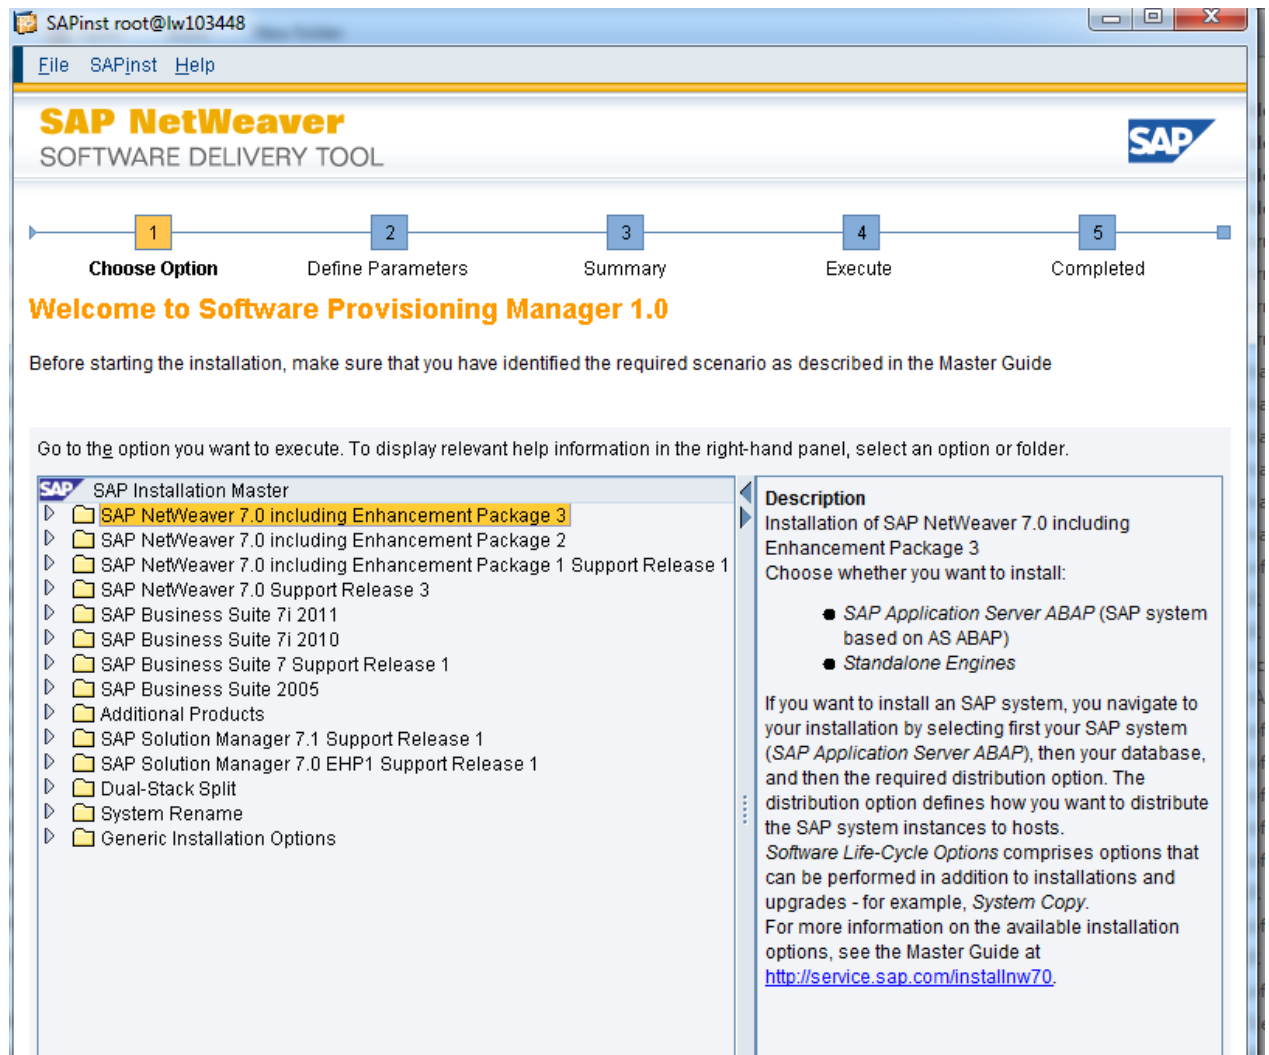 SAPinst root@lw103448
File SAPinst Help
SAP NetWeaver
SOFTWARE DELIVERY TOOL
SAP
1 2 3 4 5
Choose Option Define Parameters Summary Execute Completed
Welcome to Software Provisioning Manager 1.0
Before starting the installation, make sure that you have identified the required scenario as described in the Master Guide
Go to the option you want to execute. To display relevant help information in the right-hand panel, select an option or folder.
SAP SAP Installation Master
SAP NetWeaver 7.0 including Enhancement Package 3
SAP NetWeaver 7.0 including Enhancement Package 2
SAP NetWeaver 7.0 including Enhancement Package 1 Support Release 1
SAP NetWeaver 7.0 Support Release 3
SAP Business Suite 7i 2011
SAP Business Suite 7i 2010
SAP Business Suite 7 Support Release 1
SAP Business Suite 2005
Additional Products
SAP Solution Manager 7.1 Support Release 1
SAP Solution Manager 7.0 EHP1 Support Release 1
Dual-Stack Split
System Rename
Generic Installation Options
Description
Installation of SAP NetWeaver 7.0 including
Enhancement Package 3
Choose whether you want to install:
● SAP Application Server ABAP (SAP system
based on AS ABAP)
● Standalone Engines
If you want to install an SAP system, you navigate to
your installation by selecting first your SAP system
(SAP Application Server ABAP), then your database,
and then the required distribution option. The
distribution option defines how you want to distribute
the SAP system instances to hosts.
Software Life-Cycle Options comprises options that
can be performed in addition to installations and
upgrades - for example, System Copy.
For more information on the available installation
options, see the Master Guide at
http://service.sap.com/installnw70.